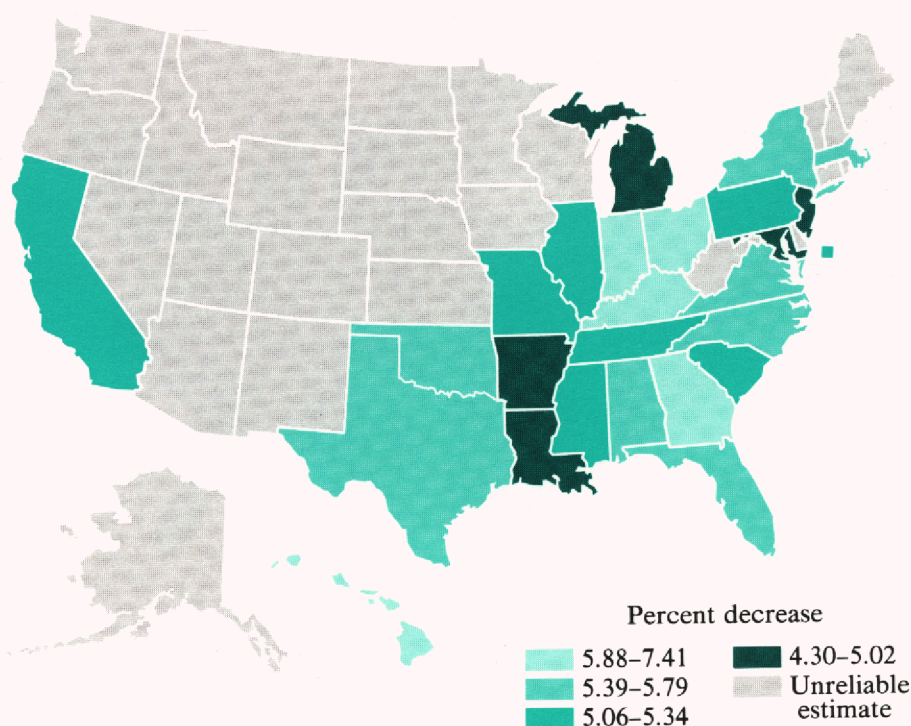 Percent decrease
5.88–7.41
5.39–5.79
5.06–5.34
4.30–5.02
Unreliable
estimate